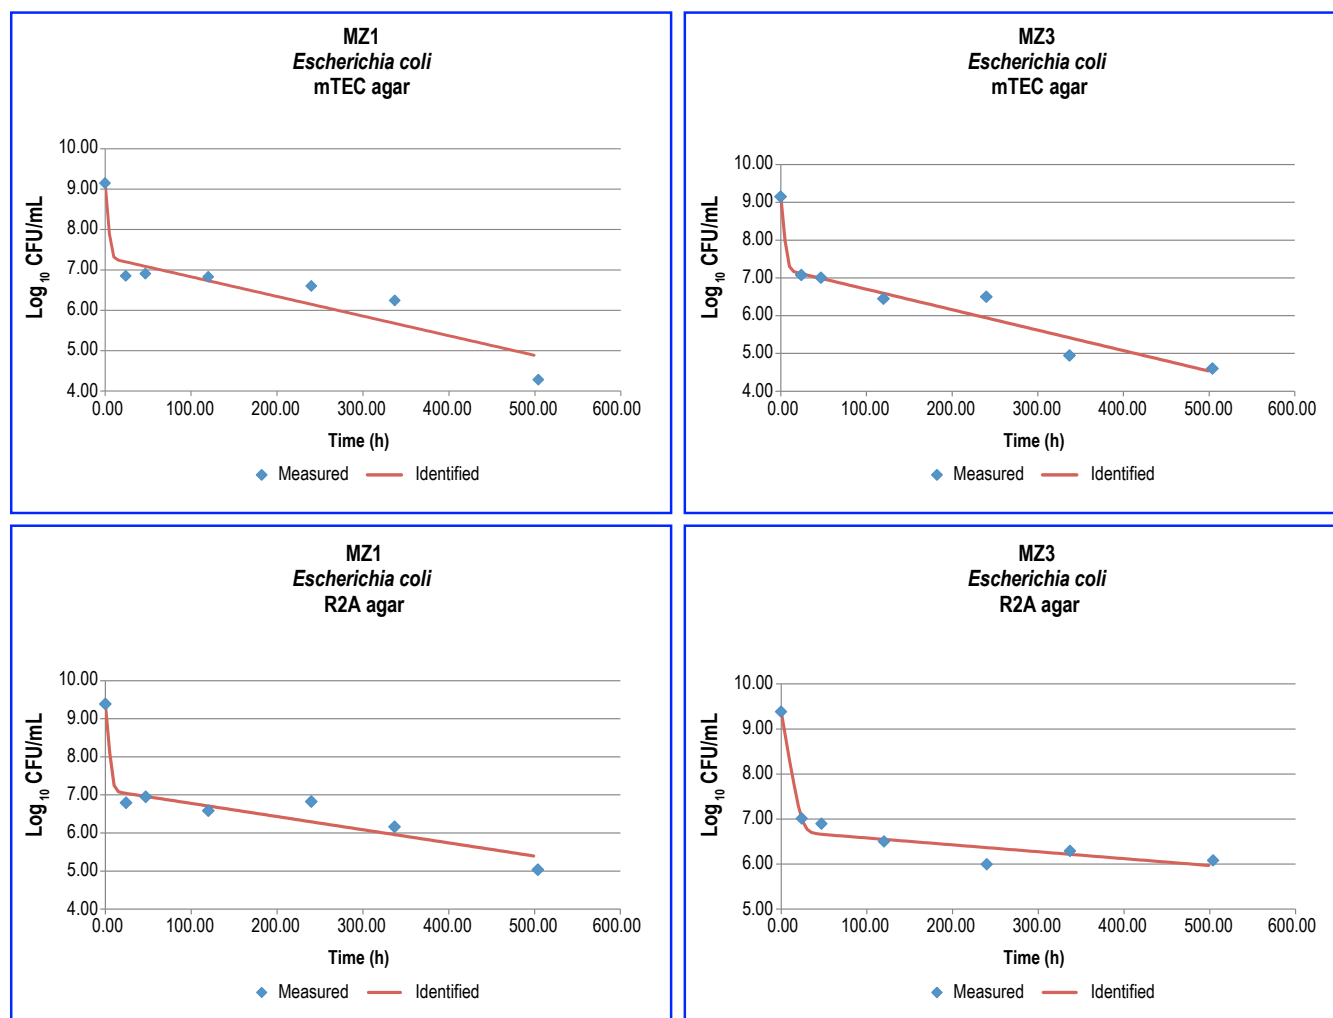 MZ1
Escherichia coli
mTEC agar
Log10 CFU/mL
10.00
9.00
8.00
7.00
6.00
5.00
4.00
0.00 100.00 200.00 300.00 400.00 500.00 600.00
Time (h)
Measured Identified
MZ3
Escherichia coli
mTEC agar
Log10 CFU/mL
10.00
9.00
8.00
7.00
6.00
5.00
4.00
0.00 100.00 200.00 300.00 400.00 500.00 600.00
Time (h)
Measured Identified
MZ1
Escherichia coli
R2A agar
Log10 CFU/mL
10.00
9.00
8.00
7.00
6.00
5.00
4.00
0.00 100.00 200.00 300.00 400.00 500.00 600.00
Time (h)
Measured Identified
MZ3
Escherichia coli
R2A agar
Log10 CFU/mL
10.00
9.00
8.00
7.00
6.00
5.00
0.00 100.00 200.00 300.00 400.00 500.00 600.00
Time (h)
Measured Identified